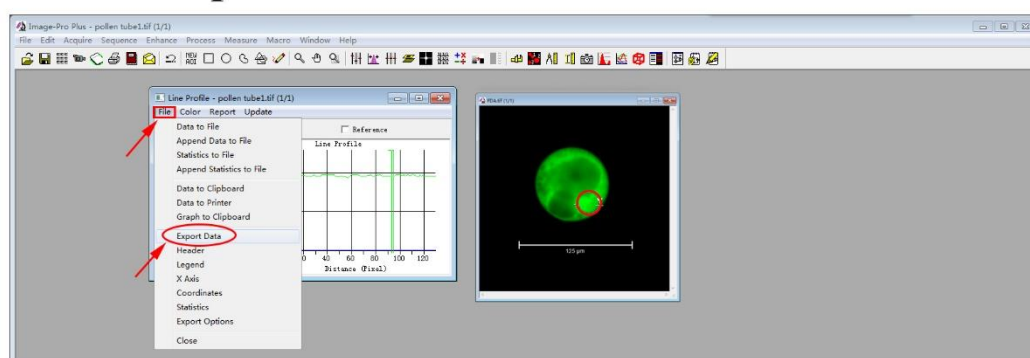 Image-Pro Plus - pollen tube1.tif (1/1)
File Edit Acquire Sequence Enhance Process Measure Macro Window Help
Line Profile - pollen tube1.tif (1/1)
File Color Report Update
Data to File
Append Data to File
Statistics to File
Append Statistics to File
Data to Clipboard
Data to Printer
Graph to Clipboard
Export Data
Header
Legend
X Axis
Coordinates
Statistics
Export Options
Close
Reference
Line Profile
0 40 60 80 100 120
Distance (Pixel)
125 μm